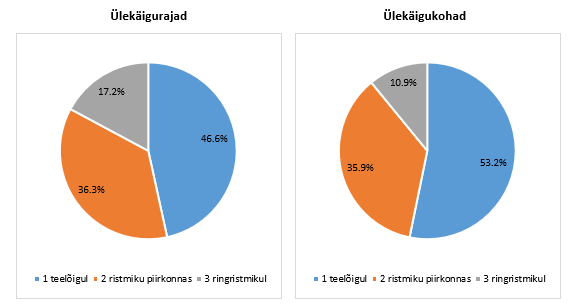 Ülekäigurajad
17.2%
46.6%
36.3%
1 teelõigul 2 ristmiku piirkonnas 3 ringristmikul
Ülekäigukohad
10.9%
53.2%
35.9%
1 teelõigul 2 ristmiku piirkonnas 3 ringristmikul